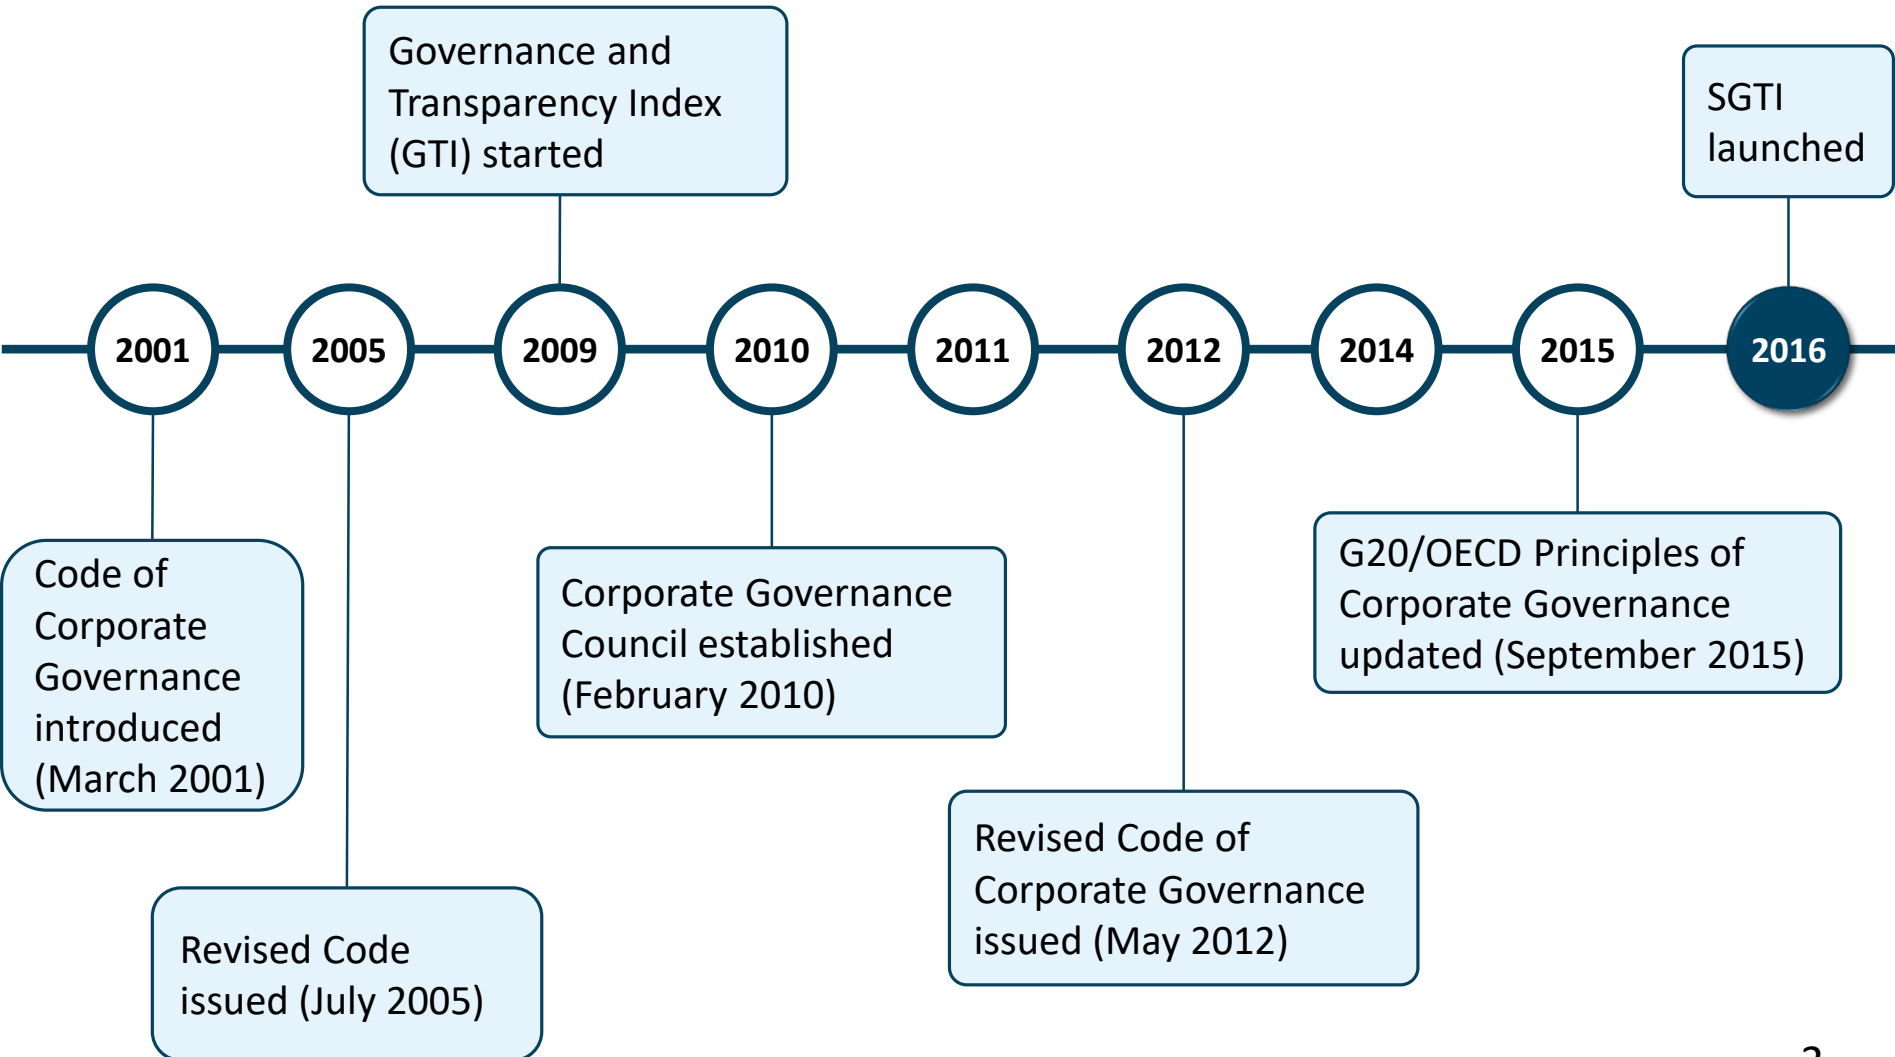 Governance and
Transparency Index
(GTI) started
SGTI
launched
2001
2005
2009
2010
2011
2012
2014
2015
2016
Code of
Corporate
Governance
introduced
(March 2001)
Revised Code
issued (July 2005)
Corporate Governance
Council established
(February 2010)
Revised Code of
Corporate Governance
issued (May 2012)
G20/OECD Principles of
Corporate Governance
updated (September 2015)